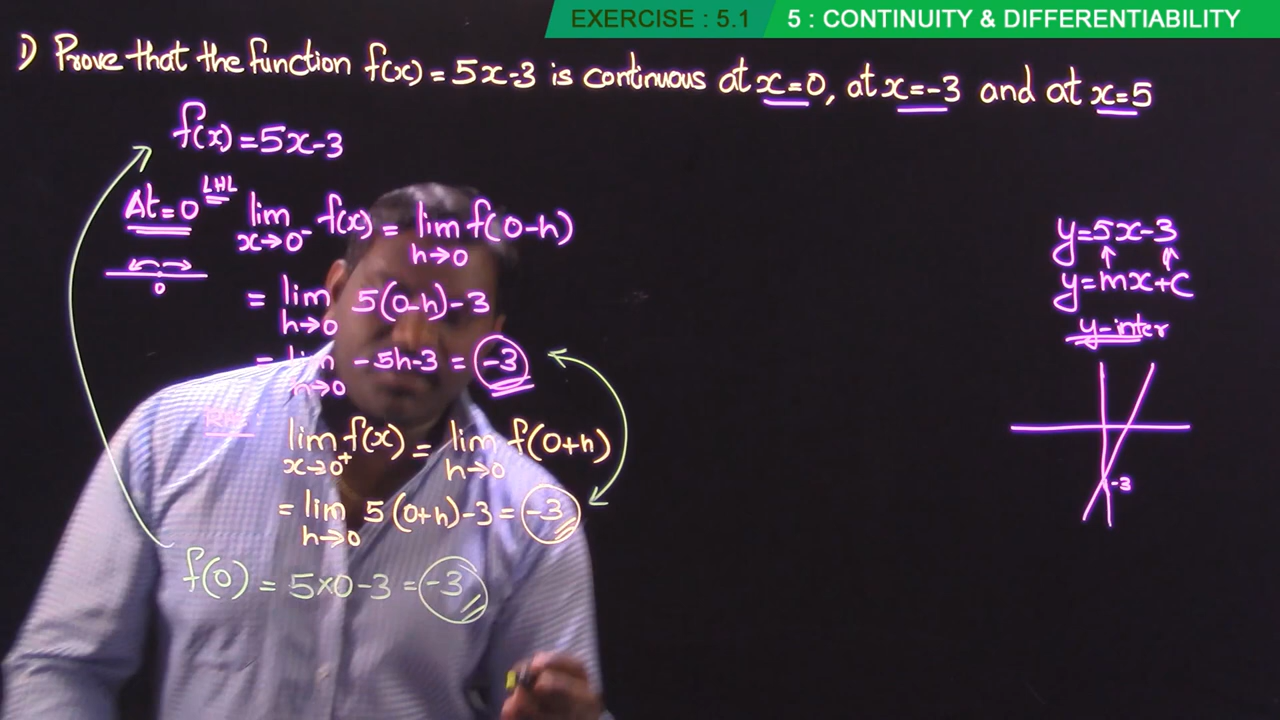 EXERCISE : 5.1 5 : CONTINUITY & DIFFERENTIABILITY
1) Prove that the function f(x) = 5x-3 is continuous at x=0, at x=-3 and at x=5
f(x) = 5x-3
At=0 LHL lim x→0⁻ f(x) = lim h→0 f(0-h)
0
= lim h→0 5(0-h)-3
= lim h→0 -5h-3 = -3
RHL
lim x→0⁺ f(x) = lim h→0 f(0+h)
= lim h→0 5(0+h)-3 = -3
f(0) = 5×0-3 = -3
y=5x-3
y=mx+c
y-inter
-3